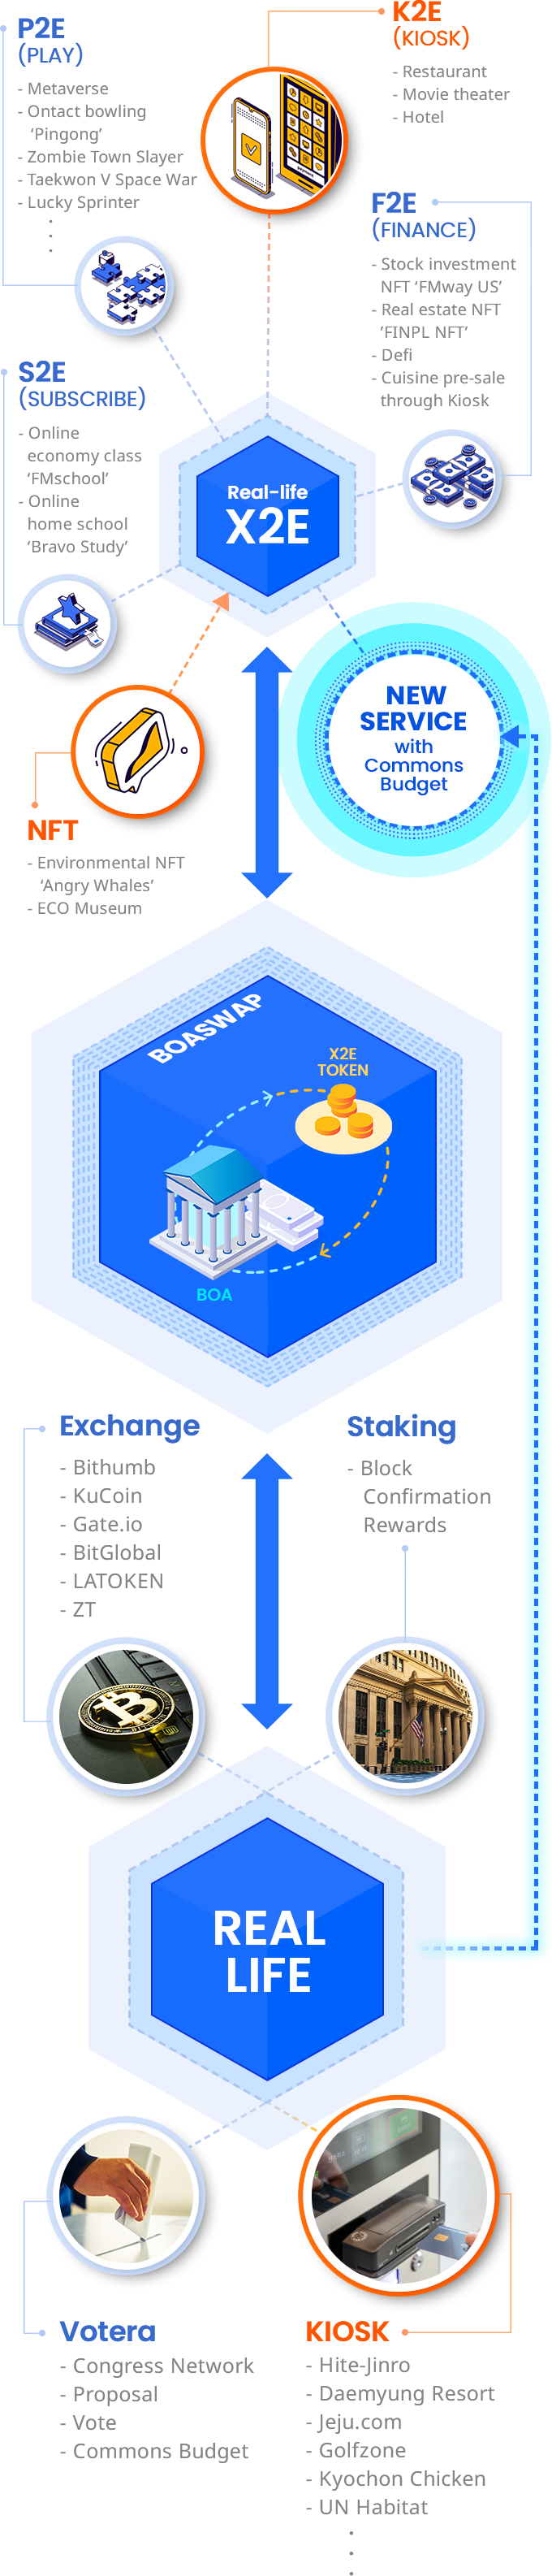 P2E
(PLAY)
- Metaverse
- Ontact bowling
‘Pingong’
- Zombie Town Slayer
- Taekwon V Space War
- Lucky Sprinter
K2E
(KIOSK)
- Restaurant
- Movie theater
- Hotel
F2E
(FINANCE)
- Stock investment
NFT ‘FMway US’
- Real estate NFT
’FINPL NFT’
- Defi
- Cuisine pre-sale
through Kiosk
S2E
(SUBSCRIBE)
- Online
economy class
‘FMschool’
- Online
home school
‘Bravo Study’
Real-life
X2E
NEW
SERVICE
with
Commons
Budget
NFT
- Environmental NFT
‘Angry Whales’
- ECO Museum
BOASWAP
X2E
TOKEN
BOA
Exchange
- Bithumb
- KuCoin
- Gate.io
- BitGlobal
- LATOKEN
- ZT
Staking
- Block
Confirmation
Rewards
REAL
LIFE
Votera
- Congress Network
- Proposal
- Vote
- Commons Budget
KIOSK
- Hite-Jinro
- Daemyung Resort
- Jeju.com
- Golfzone
- Kyochon Chicken
- UN Habitat